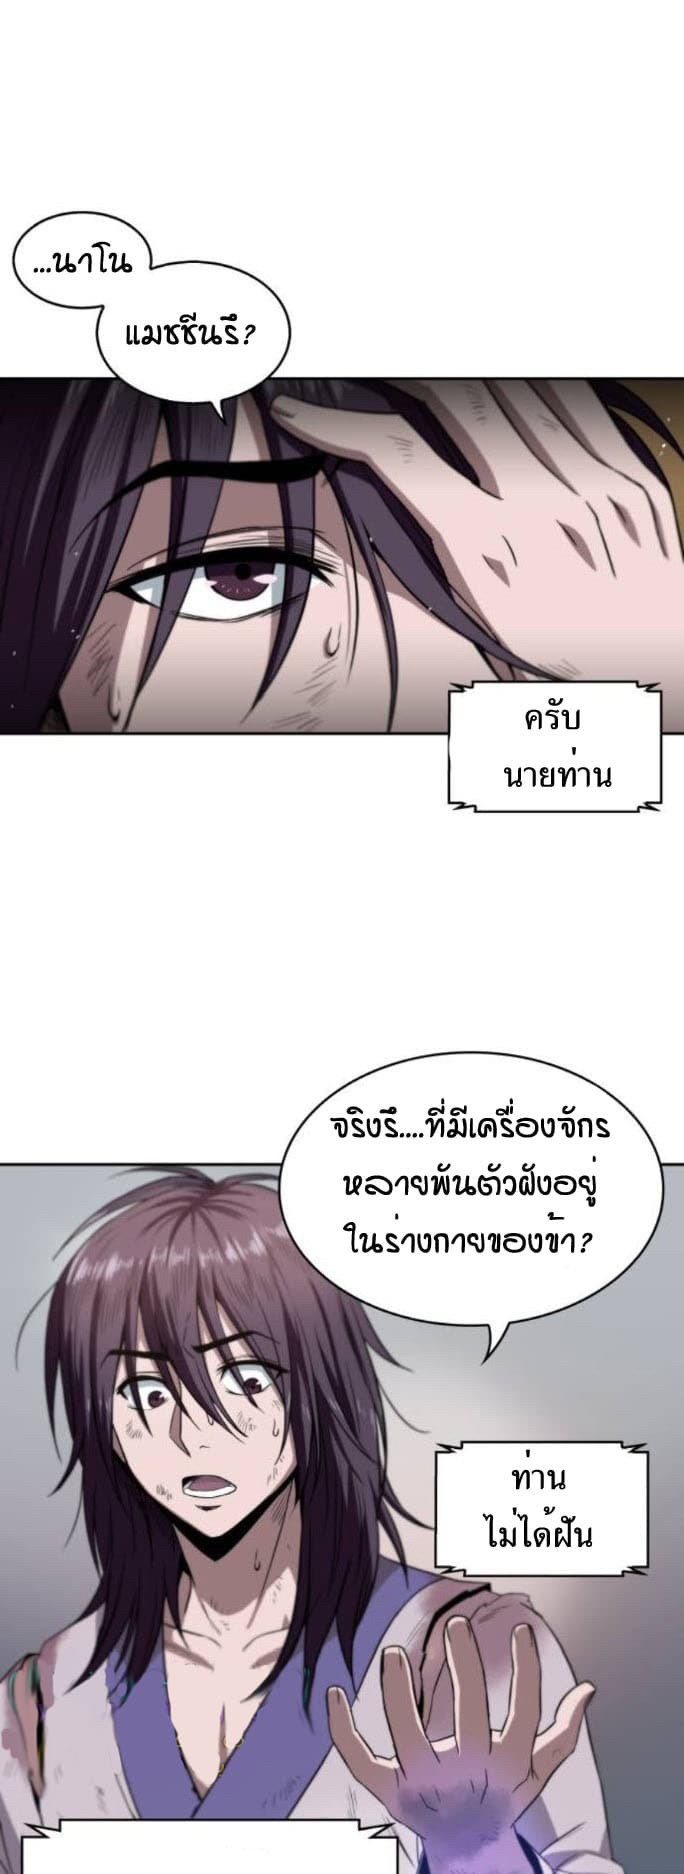 ...นาโน
แมชชีนรึ?
ครับ
นายท่าน
จริงรึ....ที่มีเครื่องจักร
หลายพันตัวฝังอยู่
ในร่างกายของข้า?
ท่าน
ไม่ได้ฝัน